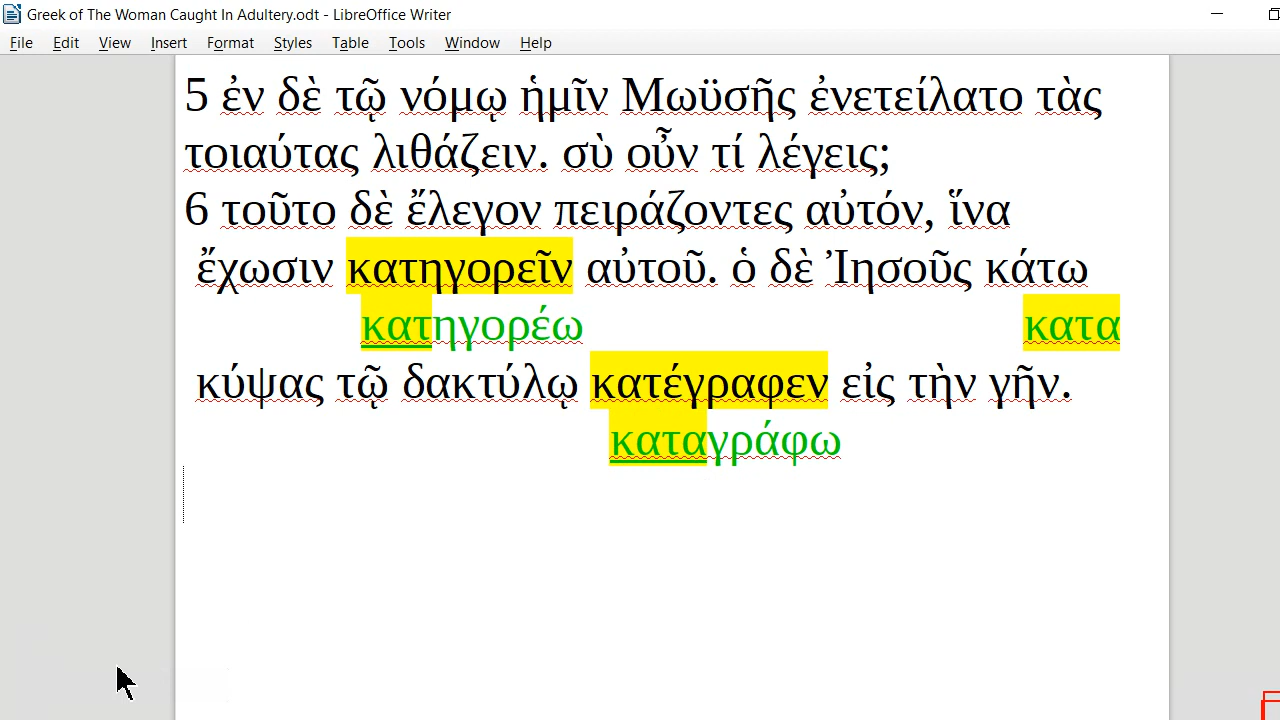 Greek of The Woman Caught In Adultery.odt - LibreOffice Writer
File Edit View Insert Format Styles Table Tools Window Help
5 ἐν δὲ τῷ νόμῳ ἡμῖν Μωϋσῆς ἐνετείλατο τὰς
τοιαύτας λιθάζειν. σὺ οὖν τί λέγεις;
6 τοῦτο δὲ ἔλεγον πειράζοντες αὐτόν, ἵνα
ἔχωσιν κατηγορεῖν αὐτοῦ. ὁ δὲ Ἰησοῦς κάτω
κατηγορέω κατα
κύψας τῷ δακτύλῳ κατέγραφεν εἰς τὴν γῆν.
καταγράφω